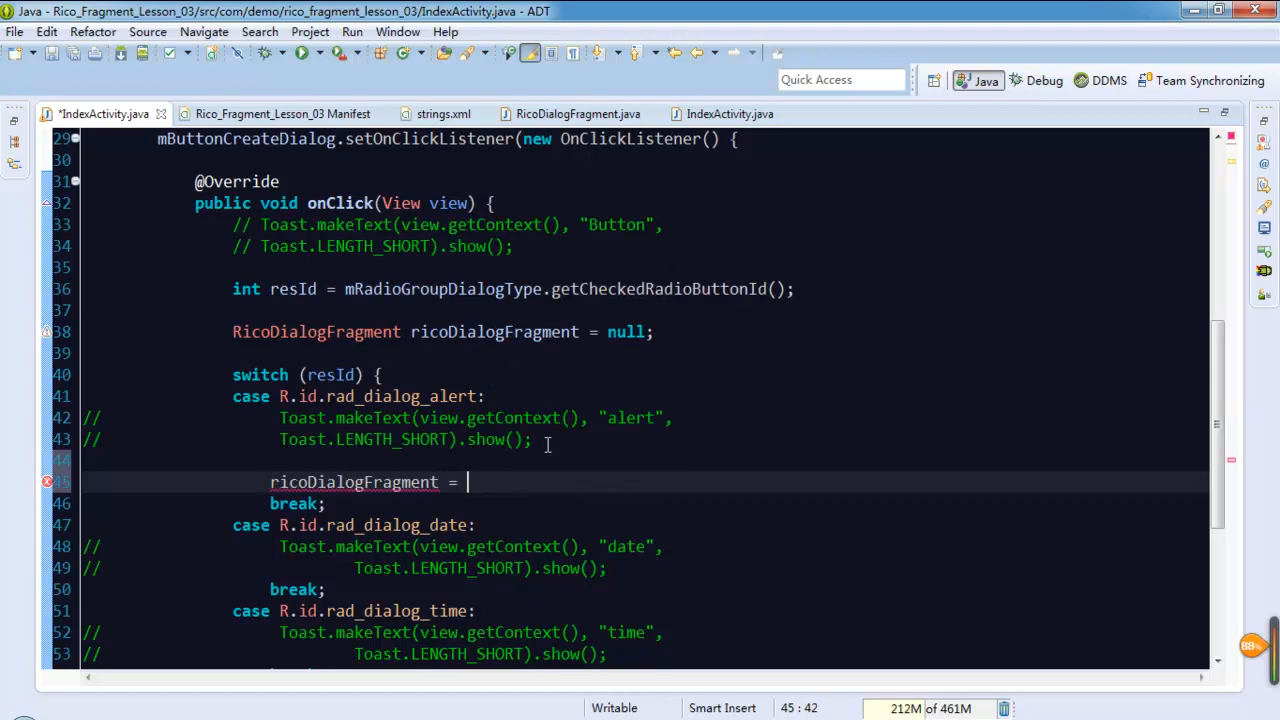 Java - Rico_Fragment_Lesson_03/src/com/demo/rico_fragment_lesson_03/IndexActivity.java - ADT
File Edit Refactor Source Navigate Search Project Run Window Help
Quick Access Java Debug DDMS Team Synchronizing
*IndexActivity.java Rico_Fragment_Lesson_03 Manifest strings.xml RicoDialogFragment.java IndexActivity.java
29 mButtonCreateDialog.setOnClickListener(new OnClickListener() {
30
31 @Override
32 public void onClick(View view) {
33 // Toast.makeText(view.getContext(), "Button",
34 // Toast.LENGTH_SHORT).show();
35
36 int resId = mRadioGroupDialogType.getCheckedRadioButtonId();
37
38 RicoDialogFragment ricoDialogFragment = null;
39
40 switch (resId) {
41 case R.id.rad_dialog_alert:
42 // Toast.makeText(view.getContext(), "alert",
43 // Toast.LENGTH_SHORT).show();
44
45 ricoDialogFragment =
46 break;
47 case R.id.rad_dialog_date:
48 // Toast.makeText(view.getContext(), "date",
49 // Toast.LENGTH_SHORT).show();
50 break;
51 case R.id.rad_dialog_time:
52 // Toast.makeText(view.getContext(), "time",
53 // Toast.LENGTH_SHORT).show();
88%
Writable Smart Insert 45 : 42 212M of 461M